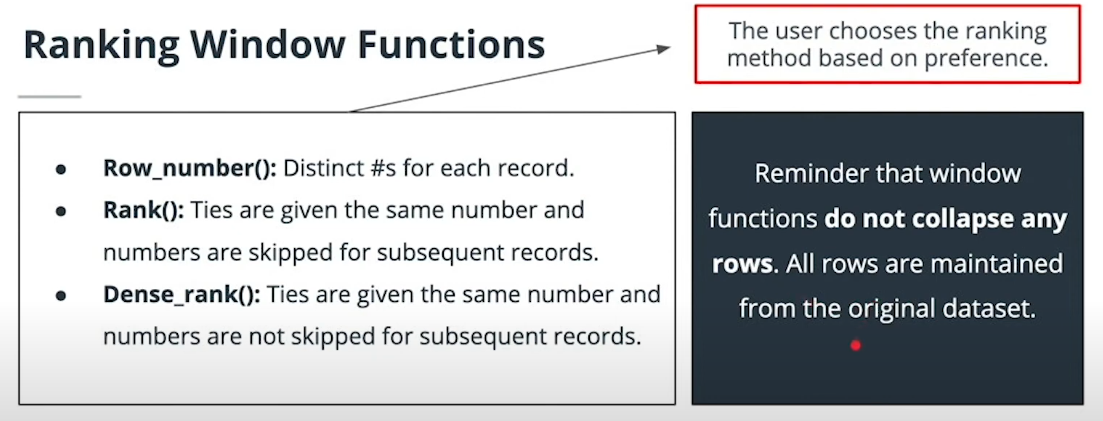 Ranking Window Functions
The user chooses the ranking
method based on preference.
● Row_number(): Distinct #s for each record.
● Rank(): Ties are given the same number and
numbers are skipped for subsequent records.
● Dense_rank(): Ties are given the same number and
numbers are not skipped for subsequent records.
Reminder that window
functions do not collapse any
rows. All rows are maintained
from the original dataset.